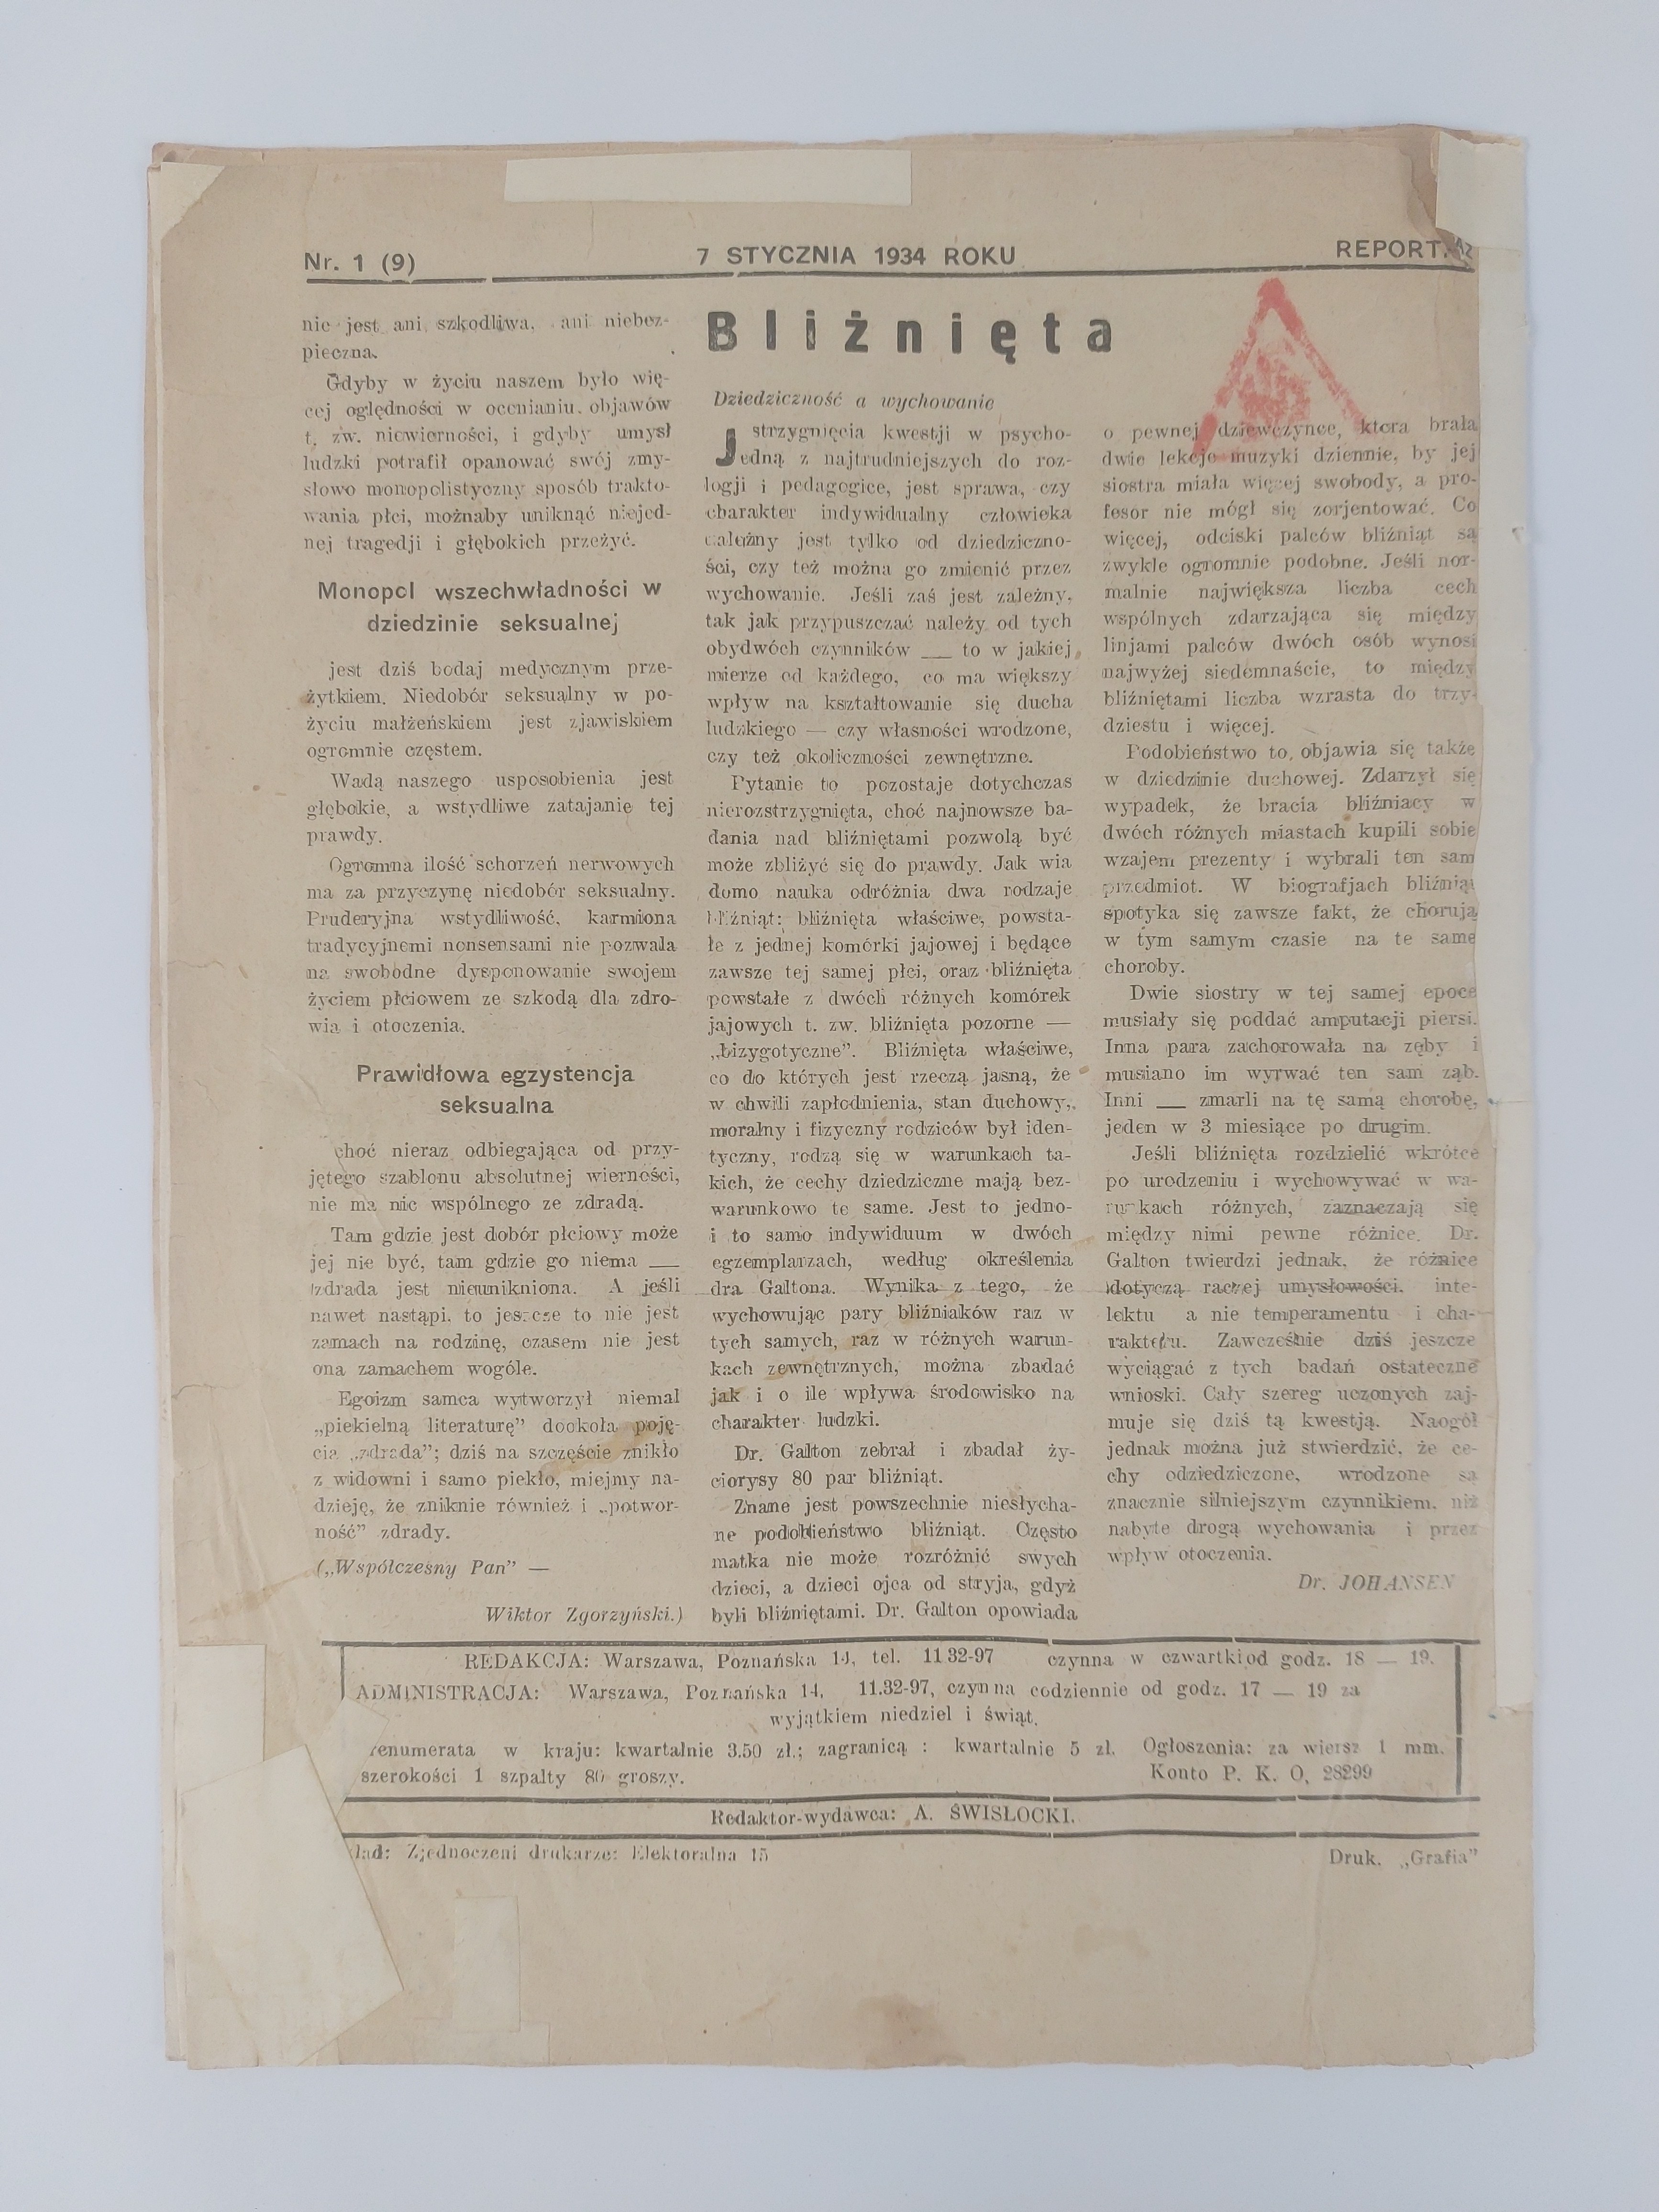 Nr. 1 (9)
7 STYCZNIA 1934 ROKU
REPORT.
nie jest ani szkodliwa, ani niebez-
pieczna.
Gdyby w życiu naszem było wię-
cej oględności w ocenianiu objawów
t. zw. niewierności, i gdyby umysł
ludzki potrafił opanować swój zmy-
słowo monopolistyczny sposób trakto-
wania płci, możnaby uniknąć niejed-
nej tragedji i głębokich przeżyć.
Monopol wszechwładności w
dziedzinie seksualnej
jest dziś bodaj medycznym prze-
żytkiem. Niedobór seksualny w po-
życiu małżeńskiem jest zjawiskiem
ogromnie częstem.
Wadą naszego usposobienia jest
głębokie, a wstydliwe zatajanie tej
prawdy.
Ogromna ilość schorzeń nerwowych
ma za przyczynę niedobór seksualny.
Pruderyjna wstydliwość, karmiona
tradycyjnemi nonsensami nie pozwala
na swobodne dysponowanie swojem
życiem płciowem ze szkodą dla zdro-
wia i otoczenia.
Prawidłowa egzystencja
seksualna
choć nieraz odbiegająca od przy-
jętego szablonu absolutnej wierności,
nie ma nic wspólnego ze zdradą.
Tam gdzie jest dobór płciowy może
jej nie być, tam gdzie go niema —
zdrada jest nieunikniona. A jeśli
nawet nastąpi, to jeszcze to nie jest
zamach na rodzinę, czasem nie jest
ona zamachem wogóle.
Egoizm samca wytworzył niemal
„piekielną literaturę” dookoła poję-
cia „zdrada”; dziś na szczęście znikło
z widowni i samo piekło, miejmy na-
dzieję, że zniknie również i „potwor-
ność” zdrady.
(„Współczesny Pan” —
Wiktor Zgorzyński.)
Bliźnięta
Dziedziczność a wychowanie
J strzygnięcia kwestji w psycho-
edną z najtrudniejszych do roz-
logji i pedagogice, jest sprawa, czy
charakter indywidualny człowieka
zależny jest tylko od dziedziczno-
ści, czy też można go zmienić przez
wychowanie. Jeśli zaś jest zależny,
tak jak przypuszczać należy od tych
obydwóch czynników — to w jakiej
mierze od każdego, co ma większy
wpływ na kształtowanie się ducha
ludzkiego — czy własności wrodzone,
czy też okoliczności zewnętrzne.
Pytanie to pozostaje dotychczas
nierozstrzygnięta, choć najnowsze ba-
dania nad bliźniętami pozwolą być
może zbliżyć się do prawdy. Jak wia
domo nauka odróżnia dwa rodzaje
bliźniąt: bliźnięta właściwe, powsta-
łe z jednej komórki jajowej i będące
zawsze tej samej płci, oraz bliźnięta
powstałe z dwóch różnych komórek
jajowych t. zw. bliźnięta pozorne —
„bizygotyczne”. Bliźnięta właściwe,
co do których jest rzeczą jasną, że
w chwili zapłodnienia, stan duchowy,
moralny i fizyczny rodziców był iden-
tyczny, rodzą się w warunkach ta-
kich, że cechy dziedziczne mają bez-
warunkowo te same. Jest to jedno-
i to samo indywiduum w dwóch
egzemplarzach, według określenia
dra Galtona. Wynika z tego, że
wychowując pary bliźniaków raz w
tych samych, raz w różnych warun-
kach zewnętrznych, można zbadać
jak i o ile wpływa środowisko na
charakter ludzki.
Dr. Galton zebrał i zbadał ży-
ciorysy 80 par bliźniąt.
Zname jest powszechnie niesłycha-
ne podobieństwo bliźniąt. Często
matka nie może rozróżnić swych
dzieci, a dzieci ojca od stryja, gdyż
byli bliźniętami. Dr. Galton opowiada
o pewnej dziewczynce, która brała
dwie lekcje muzyki dziennie, by jej
siostra miała więcej swobody, a pro-
fesor nie mógł się zorjentować. Co
więcej, odciski palców bliźniąt są
zwykle ogromnie podobne. Jeśli nor-
malnie największa liczba cech
wspólnych zdarzająca się między
linjami palców dwóch osób wynosi
najwyżej siedemnaście, to między
bliźniętami liczba wzrasta do trzy-
dziestu i więcej.
Podobieństwo to objawia się także
w dziedzinie duchowej. Zdarzył się
wypadek, że bracia bliźniacy w
dwóch różnych miastach kupili sobie
wzajem prezenty i wybrali ten sam
przedmiot. W biografjach bliźniąt
spotyka się zawsze fakt, że chorują
w tym samym czasie na te same
choroby.
Dwie siostry w tej samej epoce
musiały się poddać amputacji piersi.
Inna para zachorowała na zęby i
musiano im wyrwać ten sam ząb.
Inni — zmarli na tę samą chorobę,
jeden w 3 miesiące po drugim.
Jeśli bliźnięta rozdzielić wkrótce
po urodzeniu i wychowywać w wa-
runkach różnych, zaznaczają się
między nimi pewne różnice. Dr.
Galton twierdzi jednak, że różnice
dotyczą raczej umysłowości, inte-
lektu a nie temperamentu i cha-
rakteru. Zawcześnie dziś jeszcze
wyciągać z tych badań ostateczne
wnioski. Cały szereg uczonych zaj-
muje się dziś tą kwestją. Naogół
jednak można już stwierdzić, że ce-
chy odziedziczone, wrodzone są
znacznie silniejszym czynnikiem, niż
nabyte drogą wychowania i przez
wpływ otoczenia.
Dr. JOHANSEN
REDAKCJA: Warszawa, Poznańska 14, tel. 11.32-97 czynna w czwartki od godz. 18 — 19.
ADMINISTRACJA: Warszawa, Poznańska 14, 11.32-97, czynna codziennie od godz. 17 — 19 za
wyjątkiem niedziel i świąt.
renumerata w kraju: kwartalnie 3.50 zł.; zagranicą : kwartalnie 5 zł. Ogłoszenia: za wiersz 1 mm.
szerokości 1 szpalty 80 groszy. Konto P. K. O, 28299
Redaktor-wydawca: A. ŚWISŁOCKI.
ład: Zjednoczeni drukarze: Elektoralna 15
Druk. „Grafia”